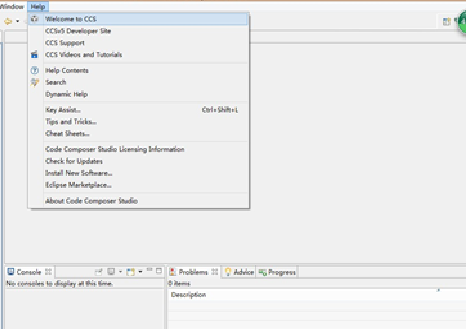 Window Help
Welcome to CCS
CCSv5 Developer Site
CCS Support
CCS Videos and Tutorials
Help Contents
Search
Dynamic Help
Key Assist... Ctrl+Shift+L
Tips and Tricks...
Cheat Sheets...
Code Composer Studio Licensing Information
Check for Updates
Install New Software...
Eclipse Marketplace...
About Code Composer Studio
Console Problems Advice Progress
No consoles to display at this time. 0 items
Description